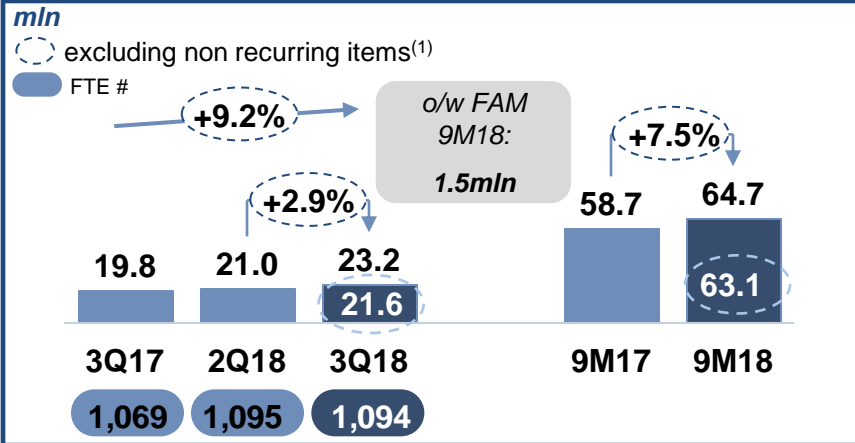 mln
excluding non recurring items(1)
FTE #
+9.2%
o/w FAM
9M18:
1.5mln
+7.5%
+2.9%
58.7
64.7
19.8 21.0 23.2
21.6
63.1
3Q17 2Q18 3Q18 9M17 9M18
1,069 1,095 1,094